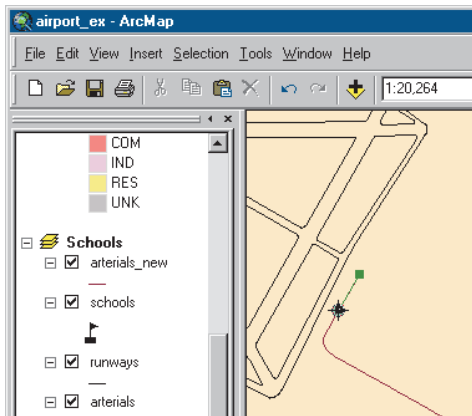 airport_ex - ArcMap
File Edit View Insert Selection Tools Window Help
1:20,264
COM
IND
RES
UNK
Schools
arterials_new
schools
runways
arterials